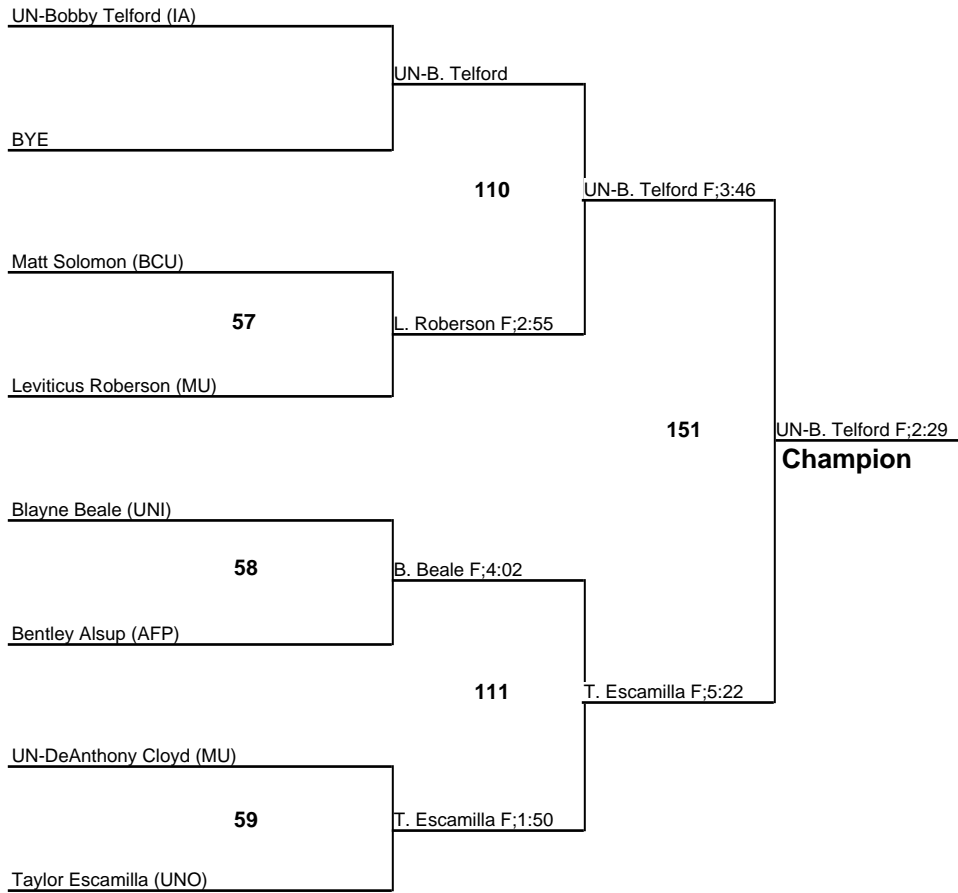 UN-Bobby Telford (IA)
UN-B. Telford
BYE
110
UN-B. Telford F;3:46
Matt Solomon (BCU)
57
L. Roberson F;2:55
Leviticus Roberson (MU)
151
UN-B. Telford F;2:29
Champion
Blayne Beale (UNI)
58
B. Beale F;4:02
Bentley Alsup (AFP)
111
T. Escamilla F;5:22
UN-DeAnthony Cloyd (MU)
59
T. Escamilla F;1:50
Taylor Escamilla (UNO)